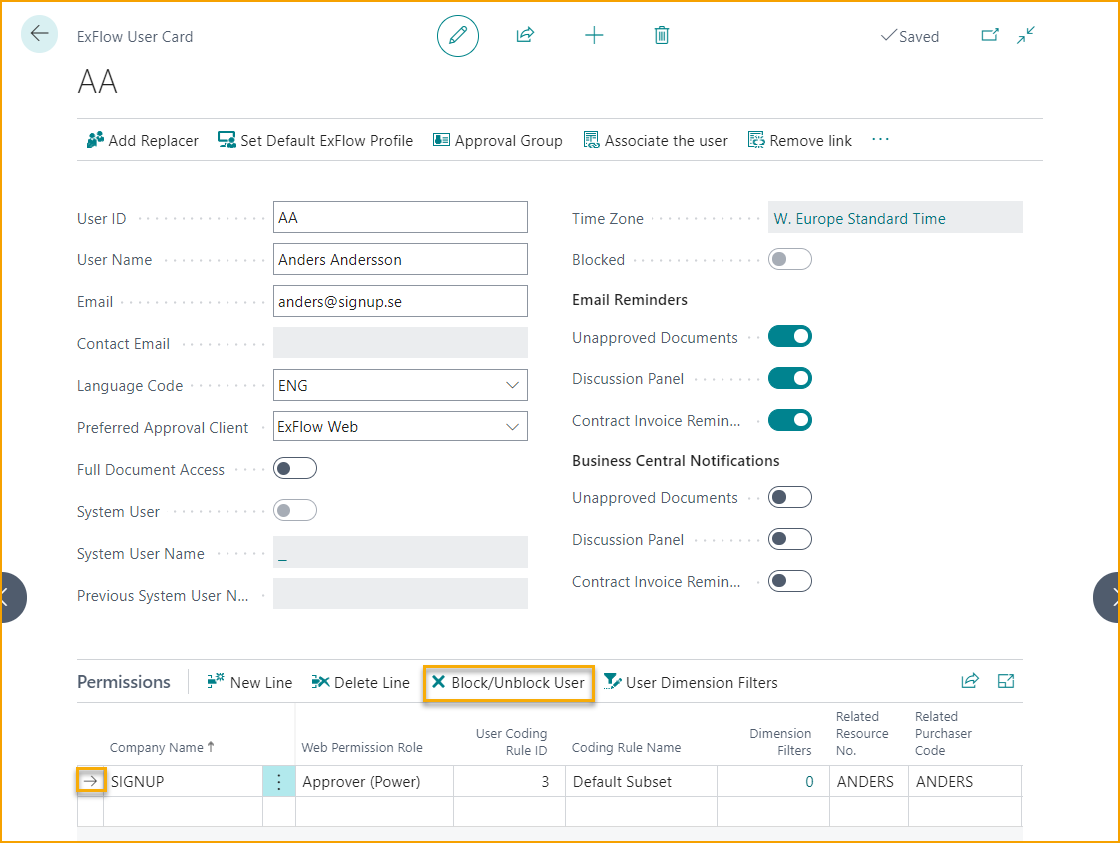 ExFlow User Card
Saved
AA
Add Replacer
Set Default ExFlow Profile
Approval Group
Associate the user
Remove link
User ID
AA
User Name
Anders Andersson
Email
anders@signup.se
Contact Email
Language Code
ENG
Preferred Approval Client
ExFlow Web
Full Document Access
System User
System User Name
_
Previous System User N...
Time Zone
W. Europe Standard Time
Blocked
Email Reminders
Unapproved Documents
Discussion Panel
Contract Invoice Remin...
Business Central Notifications
Unapproved Documents
Discussion Panel
Contract Invoice Remin...
Permissions
New Line
Delete Line
Block/Unblock User
User Dimension Filters
Company Name ↑
Web Permission Role
User Coding
Rule ID
Coding Rule Name
Dimension
Filters
Related
Resource
No.
Related
Purchaser
Code
SIGNUP
Approver (Power)
3
Default Subset
0
ANDERS
ANDERS